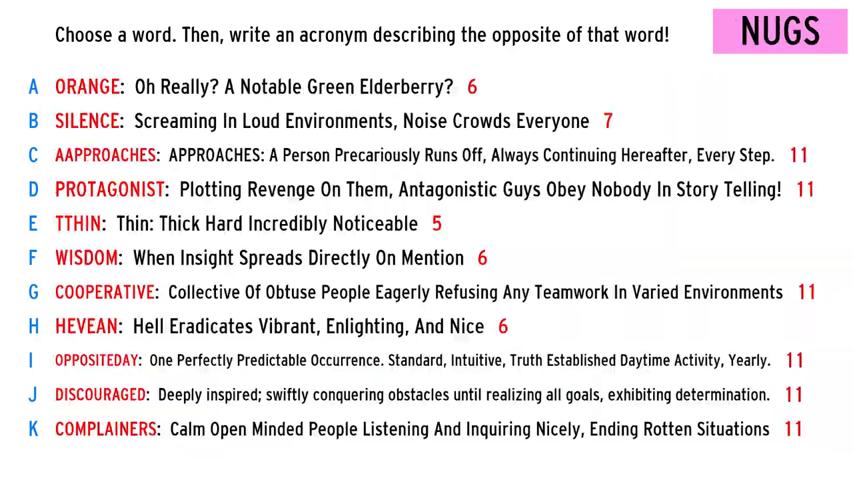 Choose a word. Then, write an acronym describing the opposite of that word!
NUGS
A ORANGE: Oh Really? A Notable Green Elderberry? 6
B SILENCE: Screaming In Loud Environments, Noise Crowds Everyone 7
C AAPPROACHES: APPROACHES: A Person Precariously Runs Off, Always Continuing Hereafter, Every Step. 11
D PROTAGONIST: Plotting Revenge On Them, Antagonistic Guys Obey Nobody In Story Telling! 11
E TTHIN: Thin: Thick Hard Incredibly Noticeable 5
F WISDOM: When Insight Spreads Directly On Mention 6
G COOPERATIVE: Collective Of Obtuse People Eagerly Refusing Any Teamwork In Varied Environments 11
H HEVEAN: Hell Eradicates Vibrant, Enlighting, And Nice 6
I OPPOSITEDAY: One Perfectly Predictable Occurrence. Standard, Intuitive, Truth Established Daytime Activity, Yearly. 11
J DISCOURAGED: Deeply inspired; swiftly conquering obstacles until realizing all goals, exhibiting determination. 11
K COMPLAINERS: Calm Open Minded People Listening And Inquiring Nicely, Ending Rotten Situations 11